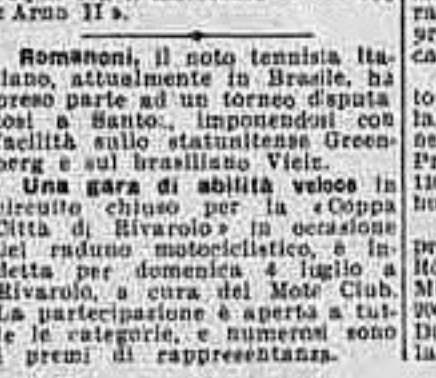 « Arno II ».
Romanoni, il noto tennista ita-
liano, attualmente in Brasile, ha
preso parte ad un torneo disputa
tosi a Santos, imponendosi con
facilità sullo statunitense Green-
berg e sul brasiliano Vieiz.
Una gara di abilità veloce in
circuito chiuso per la «Coppa
Città di Rivarolo» in occasione
del raduno motociclistico, è in-
detta per domenica 4 luglio a
Rivarolo, a cura del Moto Club.
La partecipazione è aperta a tut-
te le categorie, e numerosi sono
i premi di rappresentanza.